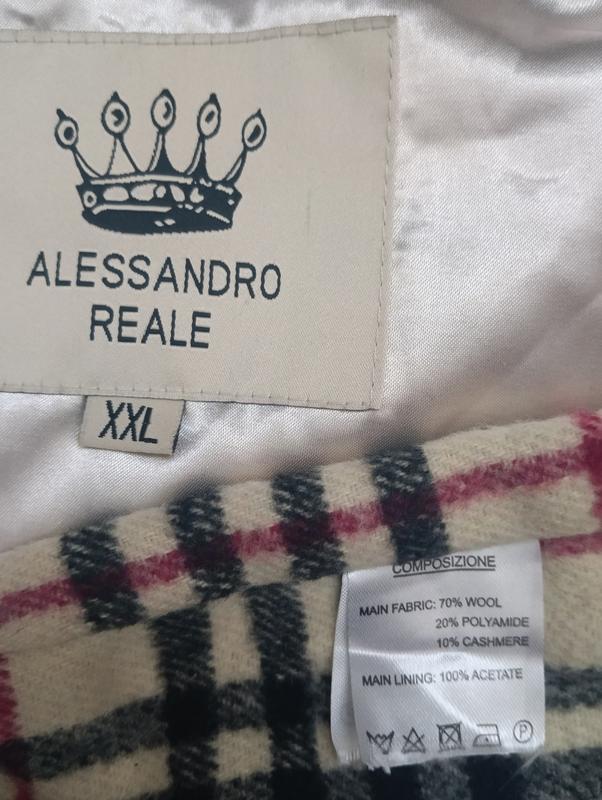 ALESSANDRO
REALE
XXL
COMPOSIZIONE
MAIN FABRIC: 70% WOOL
20% POLYAMIDE
10% CASHMERE
MAIN LINING: 100% ACETATE
P